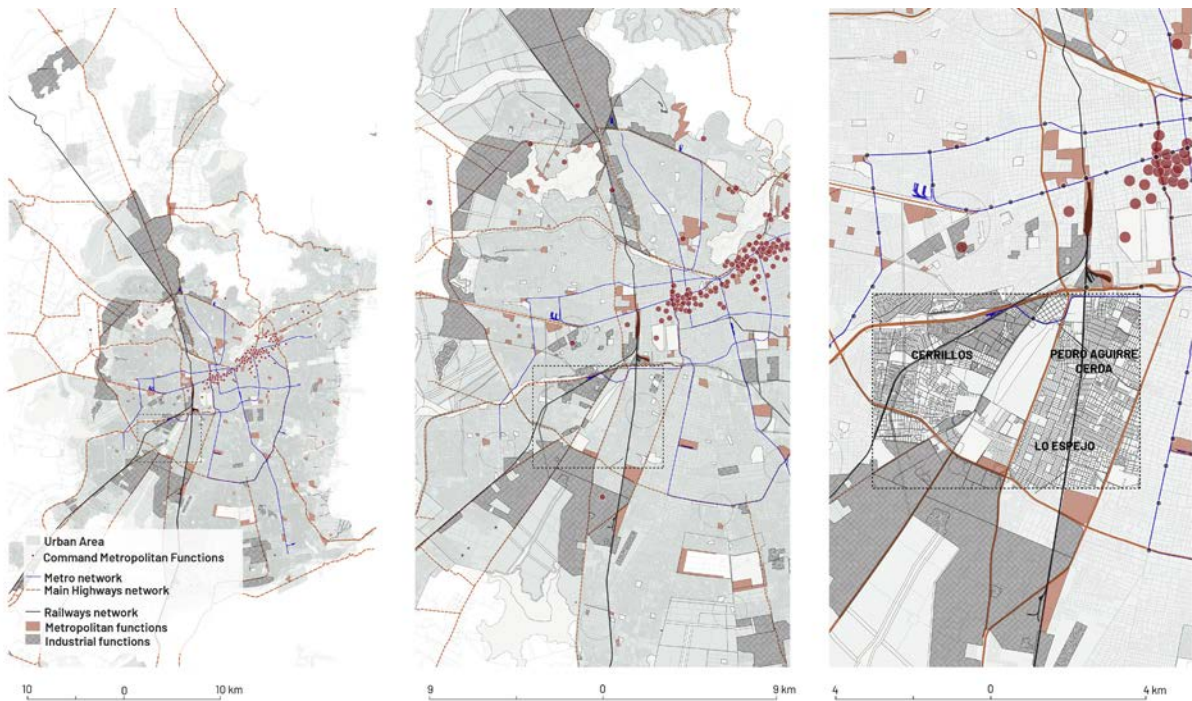 CERRILLOS
PEDRO AGUIRRE
CERDA
LO ESPEJO
Urban Area
Command Metropolitan Functions
Metro network
Main Highways network
Railways network
Metropolitan functions
Industrial functions
10 0 10 km
9 0 9 km
4 0 4 km